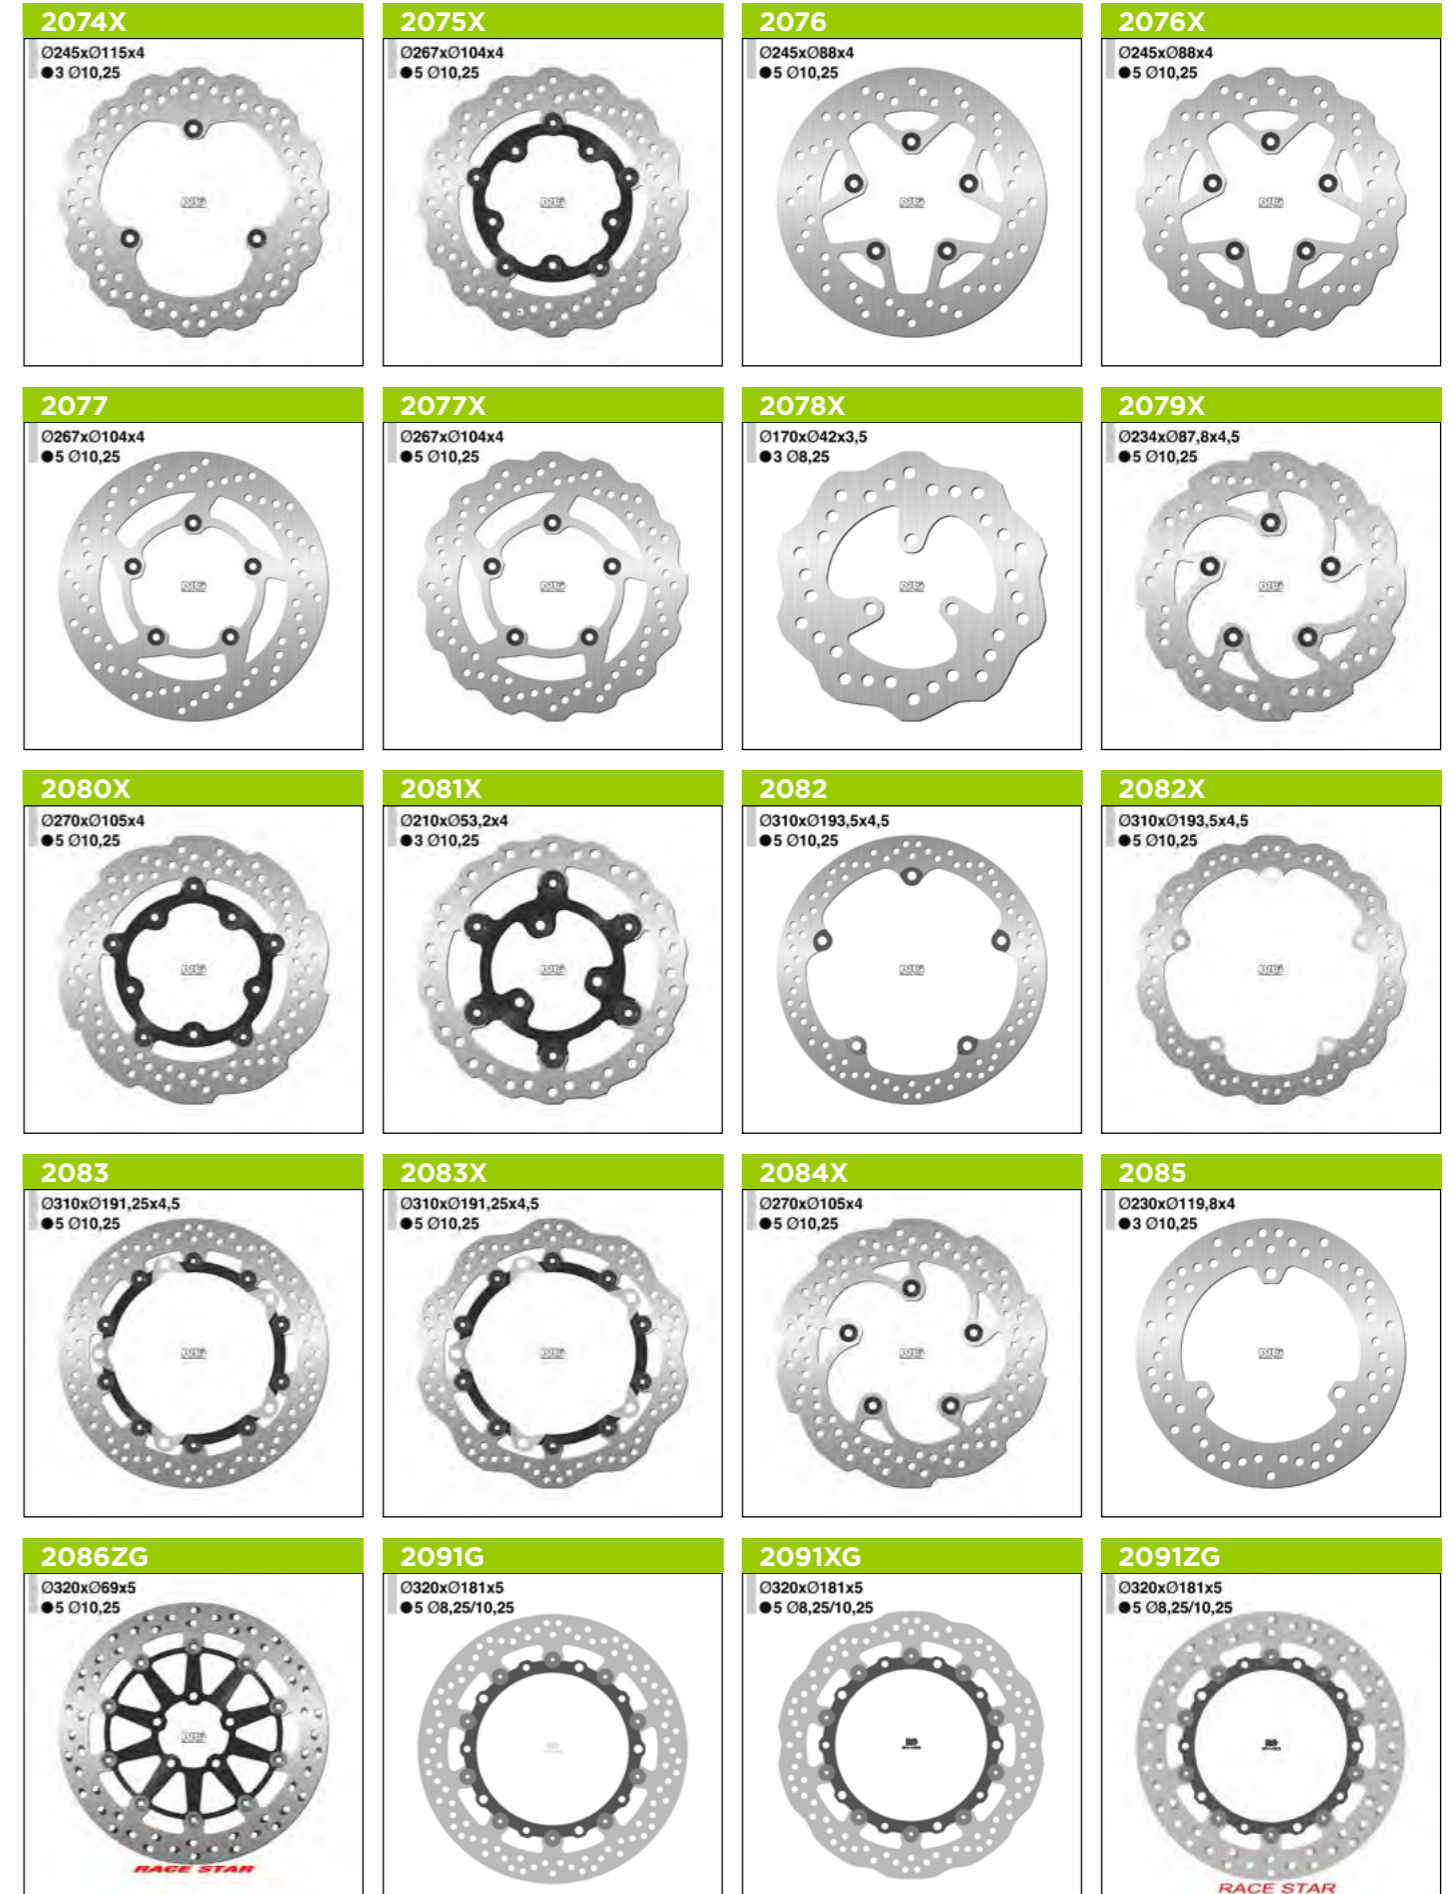 2074X
Ø245xØ115x4
●3 Ø10,25
2075X
Ø267xØ104x4
●5 Ø10,25
2076
Ø245xØ88x4
●5 Ø10,25
2076X
Ø245xØ88x4
●5 Ø10,25
2077
Ø267xØ104x4
●5 Ø10,25
2077X
Ø267xØ104x4
●5 Ø10,25
2078X
Ø170xØ42x3,5
●3 Ø8,25
2079X
Ø234xØ87,8x4,5
●5 Ø10,25
2080X
Ø270xØ105x4
●5 Ø10,25
2081X
Ø210xØ53,2x4
●3 Ø10,25
2082
Ø310xØ193,5x4,5
●5 Ø10,25
2082X
Ø310xØ193,5x4,5
●5 Ø10,25
2083
Ø310xØ191,25x4,5
●5 Ø10,25
2083X
Ø310xØ191,25x4,5
●5 Ø10,25
2084X
Ø270xØ105x4
●5 Ø10,25
2085
Ø230xØ119,8x4
●3 Ø10,25
2086ZG
Ø320xØ69x5
●5 Ø10,25
RACE STAR
2091G
Ø320xØ181x5
●5 Ø8,25/10,25
2091XG
Ø320xØ181x5
●5 Ø8,25/10,25
2091ZG
Ø320xØ181x5
●5 Ø8,25/10,25
RACE STAR